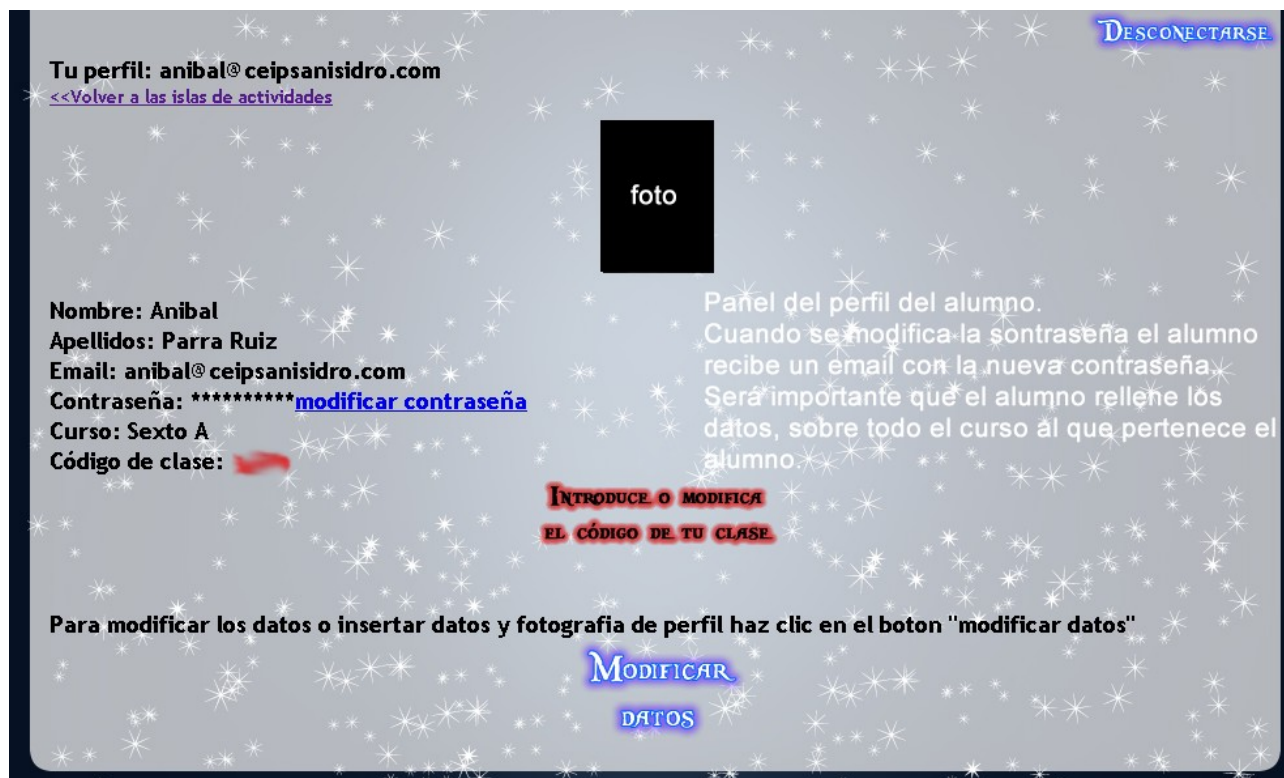 Desconectarse
Tu perfil: anibal@ceipsanisidro.com
<<Volver a las islas de actividades
foto
Nombre: Anibal
Apellidos: Parra Ruiz
Email: anibal@ceipsanisidro.com
Contraseña: **********modificar contraseña
Curso: Sexto A
Código de clase:
Panel del perfil del alumno.
Cuando se modifica la sontraseña el alumno
recibe un email con la nueva contraseña.
Será importante que el alumno rellene los
datos, sobre todo el curso al que pertenece el
alumno.
Introduce o modifica
el código de tu clase
Para modificar los datos o insertar datos y fotografia de perfil haz clic en el boton "modificar datos"
Modificar
datos